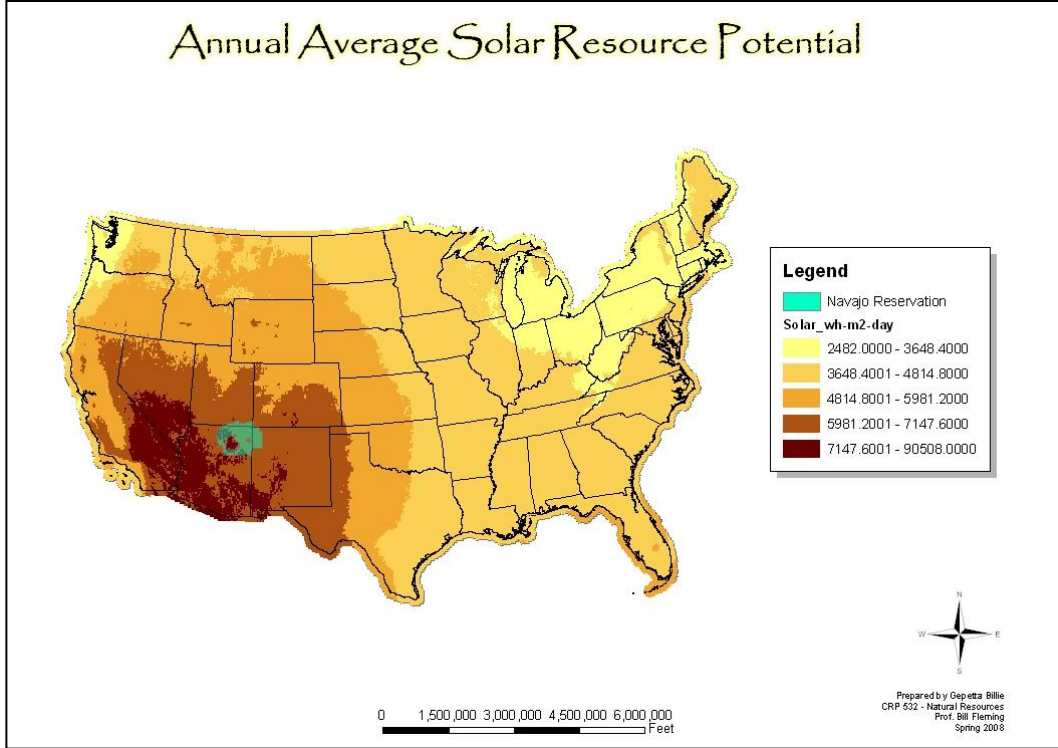 Annual Average Solar Resource Potential
Legend
Navajo Reservation
Solar_wh-m2-day
2482.0000 - 3648.4000
3648.4001 - 4814.8000
4814.8001 - 5981.2000
5981.2001 - 7147.6000
7147.6001 - 90508.0000
N
W E
S
Prepared by Gepetta Billie
CRP 532 - Natural Resources
Prof. Bill Fleming
Spring 2008
0 1,500,000 3,000,000 4,500,000 6,000,000
Feet